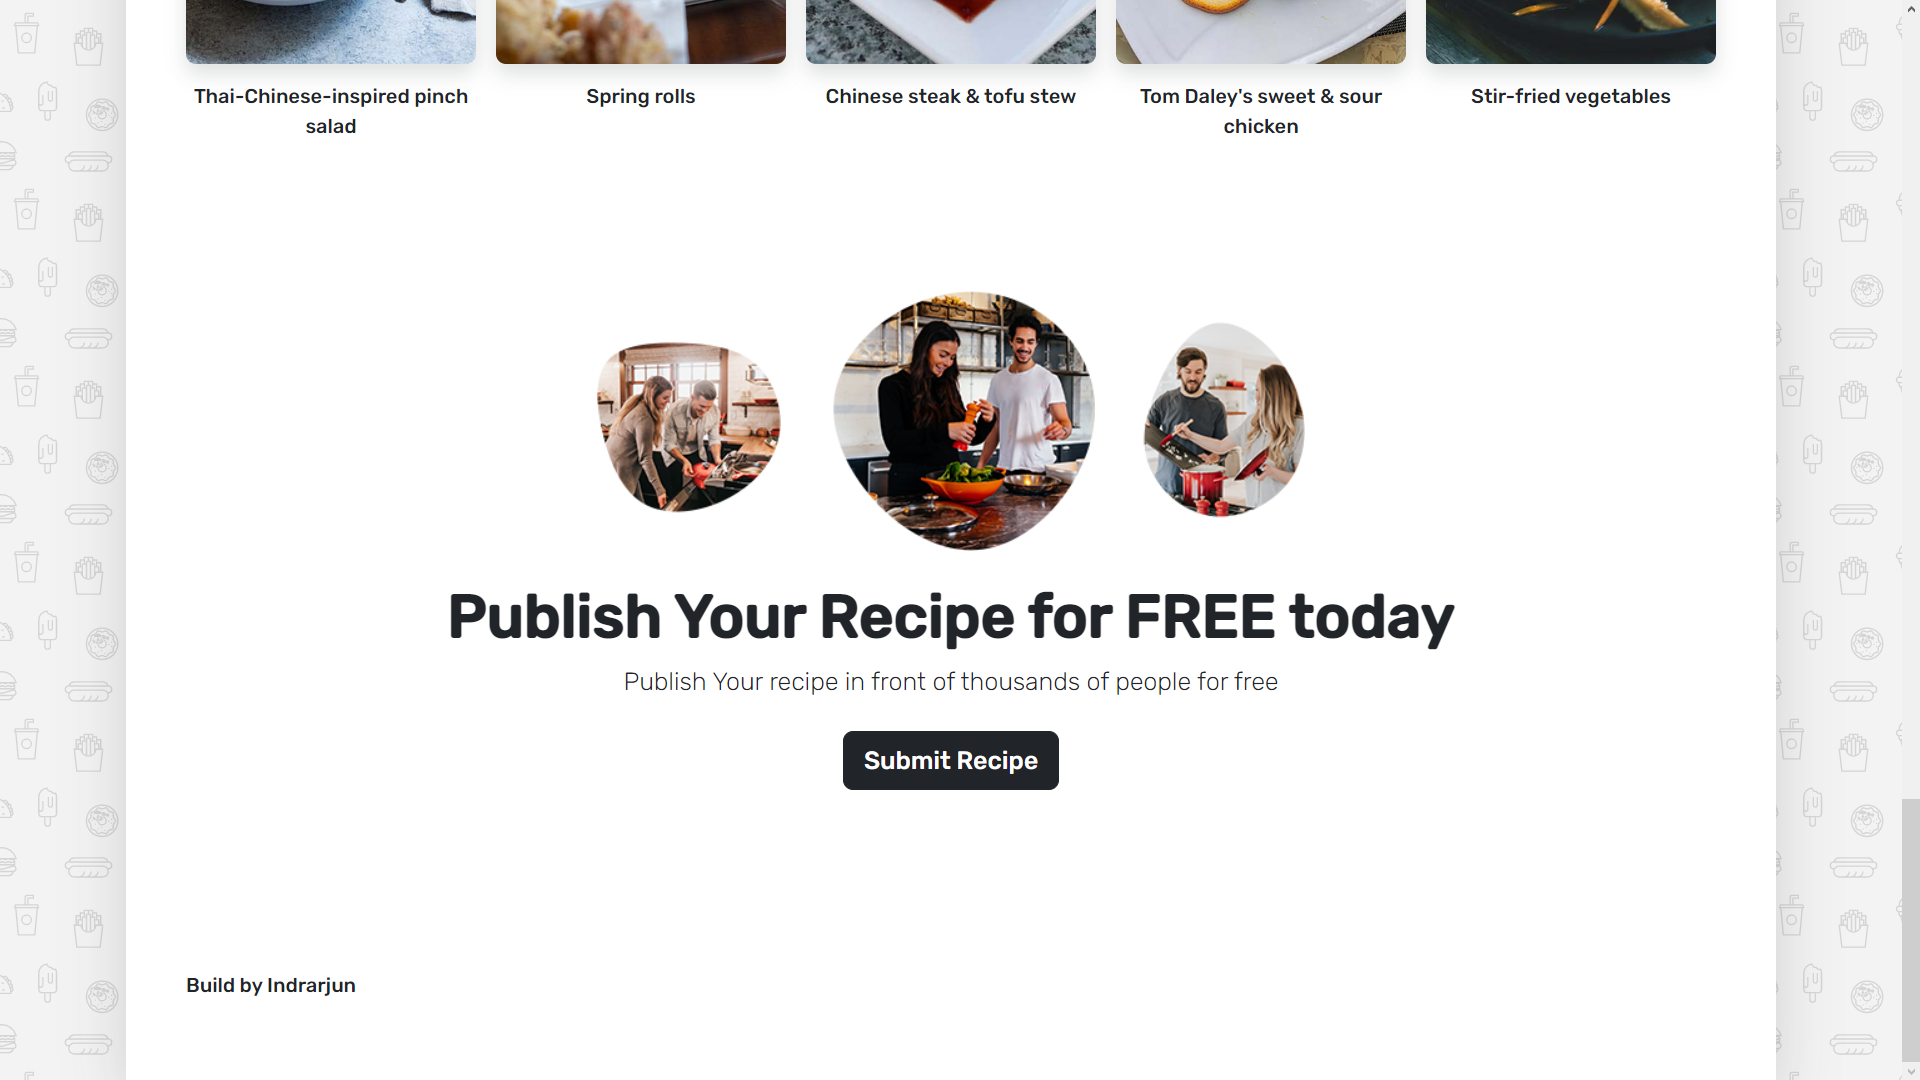 Thai-Chinese-inspired pinch
salad
Spring rolls
Chinese steak & tofu stew
Tom Daley's sweet & sour
chicken
Stir-fried vegetables
Publish Your Recipe for FREE today
Publish Your recipe in front of thousands of people for free
Submit Recipe
Build by Indrarjun